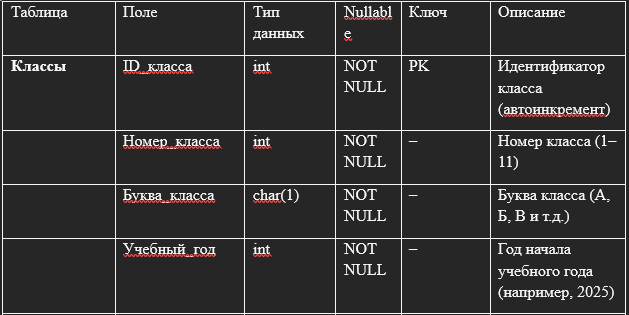 Таблица Поле Тип данных Nullabl e Ключ Описание
Классы ID_класса int NOT NULL PK Идентификатор класса (автоинкремент)
Номер_класса int NOT NULL – Номер класса (1–11)
Буква_класса char(1) NOT NULL – Буква класса (А, Б, В и т.д.)
Учебный_год int NOT NULL – Год начала учебного года (например, 2025)